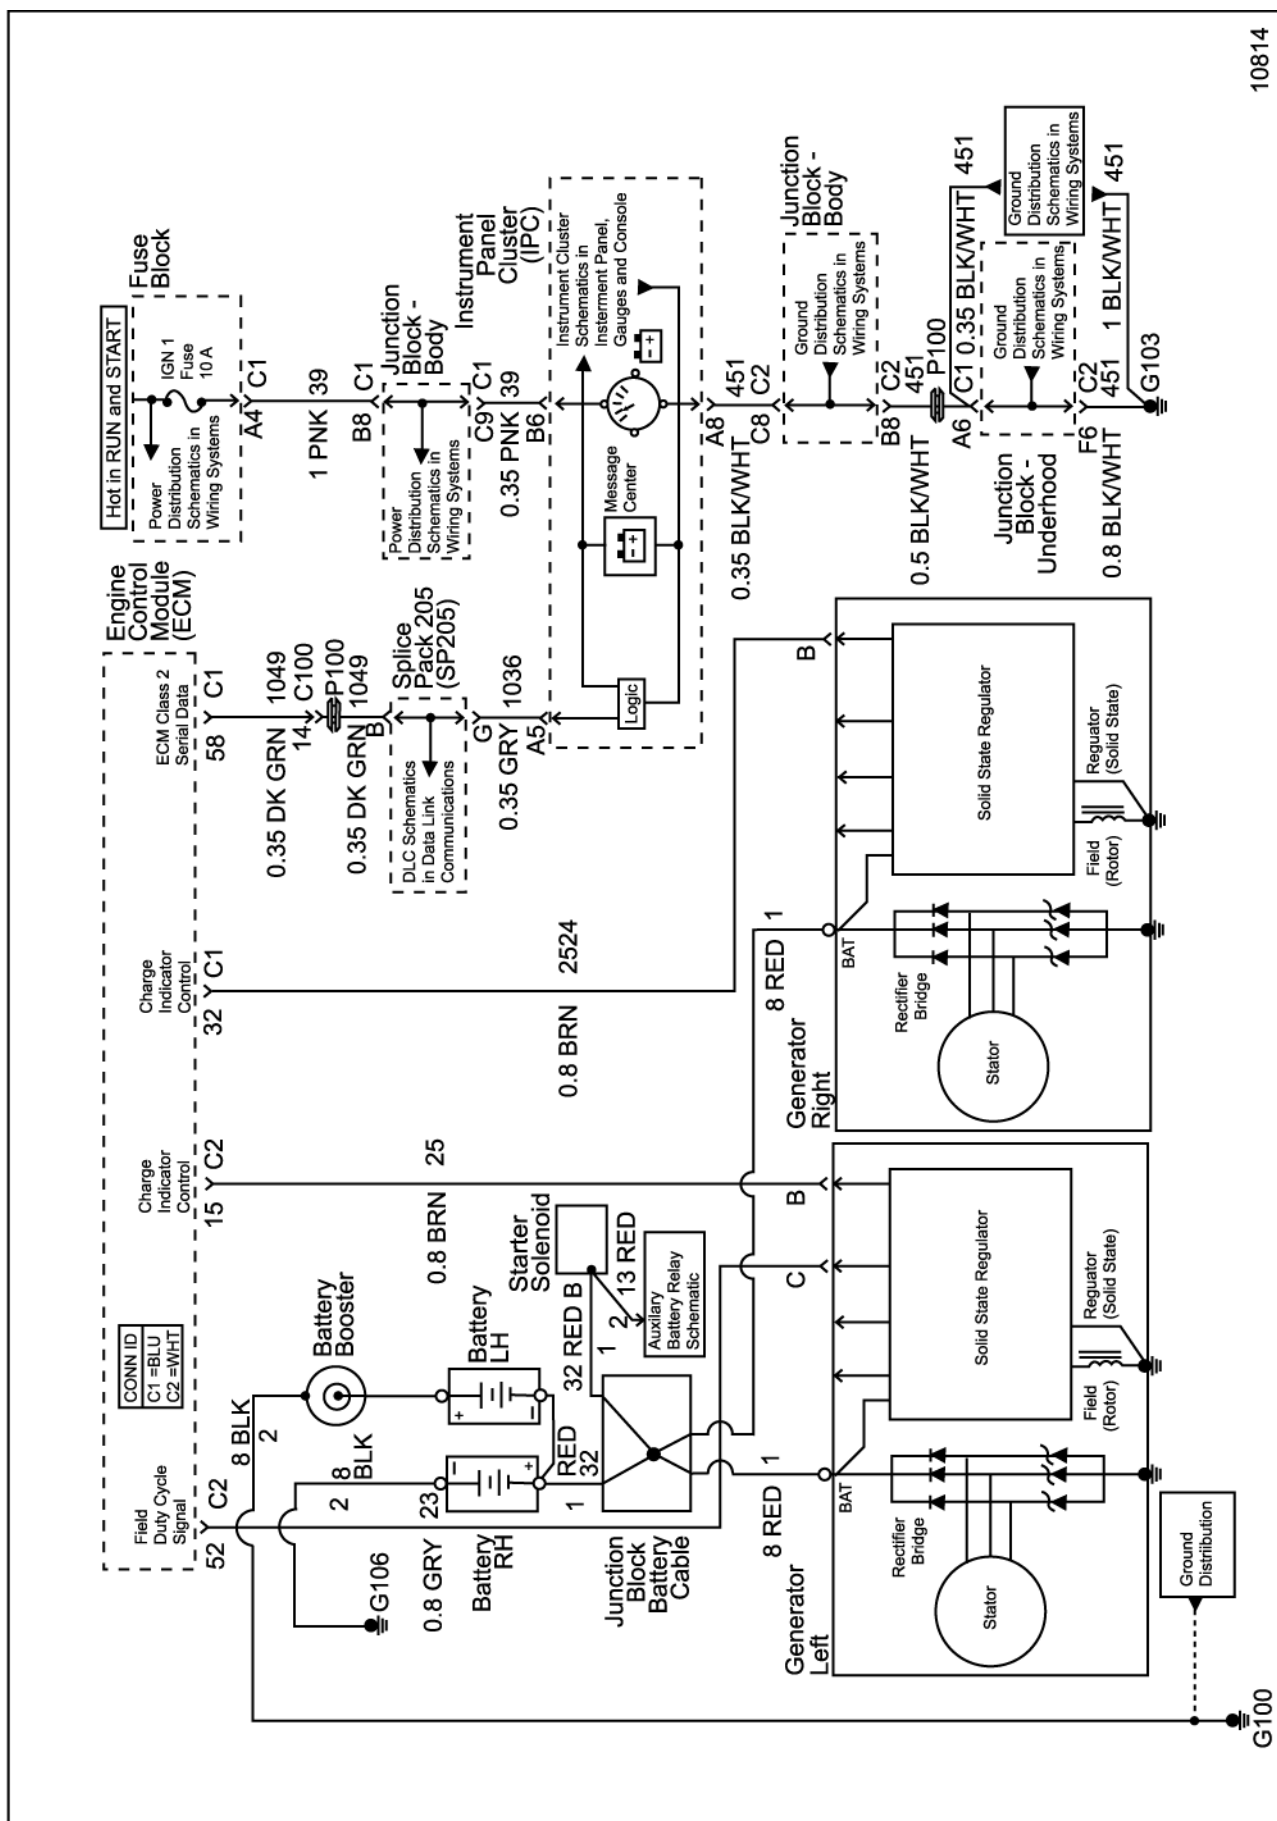 10814
Hot in RUN and START
Fuse
Block
Power
Distribution
Schematics in
Wiring Systems
IGN 1
Fuse
10 A
A4
C1
1 PNK
39
B8
C1
Junction
Block -
Body
Power
Distribution
Schematics in
Wiring Systems
C9
C1
0.35 PNK
39
B6
Instrument
Panel
Cluster
(IPC)
Instrument Cluster
Schematics in
Insterment Panel,
Gauges and Console
Message
Center
Logic
A8
451
0.35 BLK/WHT
C8
C2
Junction
Block -
Body
Ground
Distribution
Schematics in
Wiring Systems
B8
C2
0.5 BLK/WHT
451
P100
A6
C1
0.35 BLK/WHT
451
Ground
Distribution
Schematics in
Wiring Systems
Junction
Block -
Underhood
Ground
Distribution
Schematics in
Wiring Systems
F6
C2
0.8 BLK/WHT
451
1 BLK/WHT
451
G103
Engine
Control
Module
(ECM)
ECM Class 2
Serial Data
58
C1
0.35 DK GRN
1049
14
C100
P100
0.35 DK GRN
1049
B
Splice
Pack 205
(SP205)
DLC Schematics
in Data Link
Communications
G
0.35 GRY
1036
A5
Charge
Indicator
Control
32
C1
0.8 BRN
2524
B
Charge
Indicator
Control
15
C2
0.8 BRN
25
B
CONN ID
C1 =BLU
C2 =WHT
Field
Duty Cycle
Signal
52
C2
0.8 GRY
23
C
8 BLK
2
Battery
Booster
8
BLK
2
G106
Battery
LH
+
−
Battery
RH
−
+
RED
32
1
Junction
Block
Battery
Cable
Starter
Solenoid
32 RED B
1
13 RED
2
Auxilary
Battery Relay
Schematic
8 RED
1
8 RED
1
Generator
Right
BAT
Solid State Regulator
Rectifier
Bridge
Stator
Field
(Rotor)
Reguator
(Solid State)
Generator
Left
BAT
Solid State Regulator
Rectifier
Bridge
Stator
Field
(Rotor)
Reguator
(Solid State)
Ground
Distriibution
G100